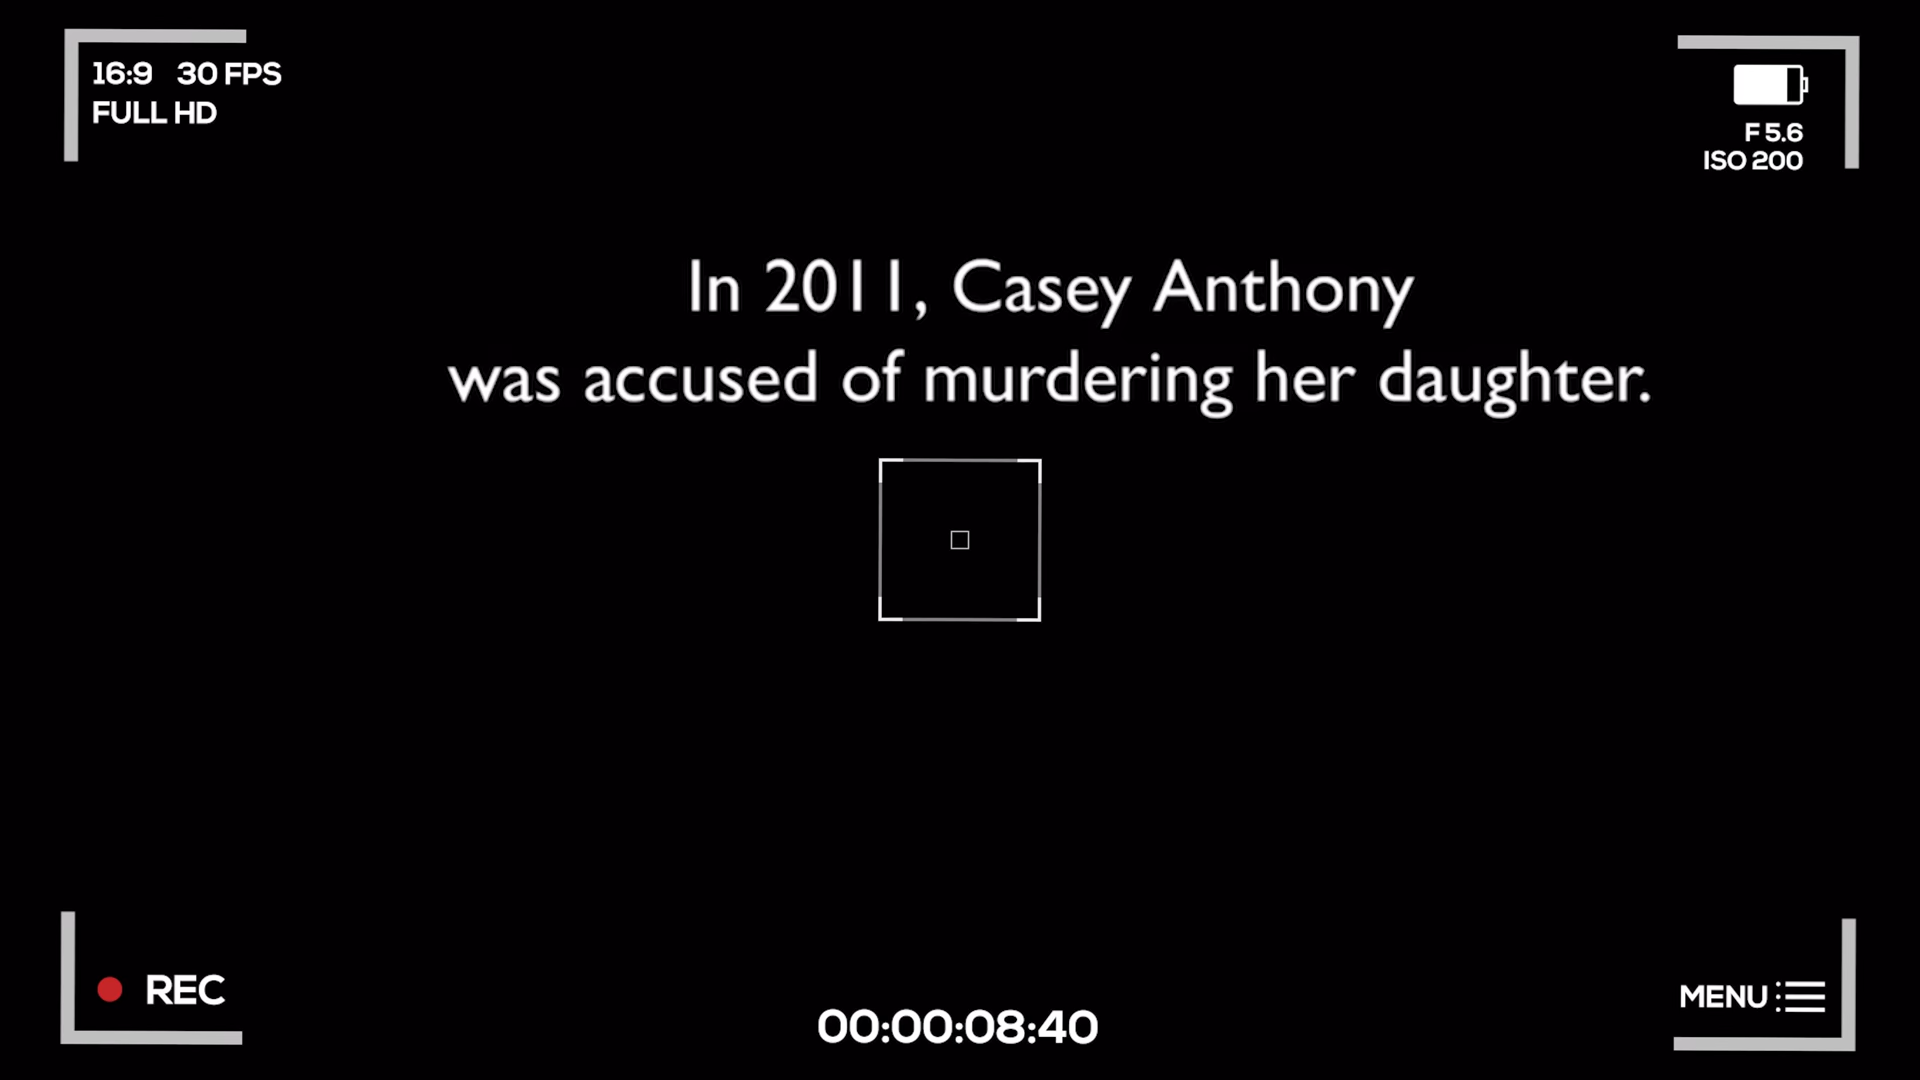 16:9 30 FPS
FULL HD
F 5.6
ISO 200
In 2011, Casey Anthony
was accused of murdering her daughter.
REC
00:00:08:40
MENU